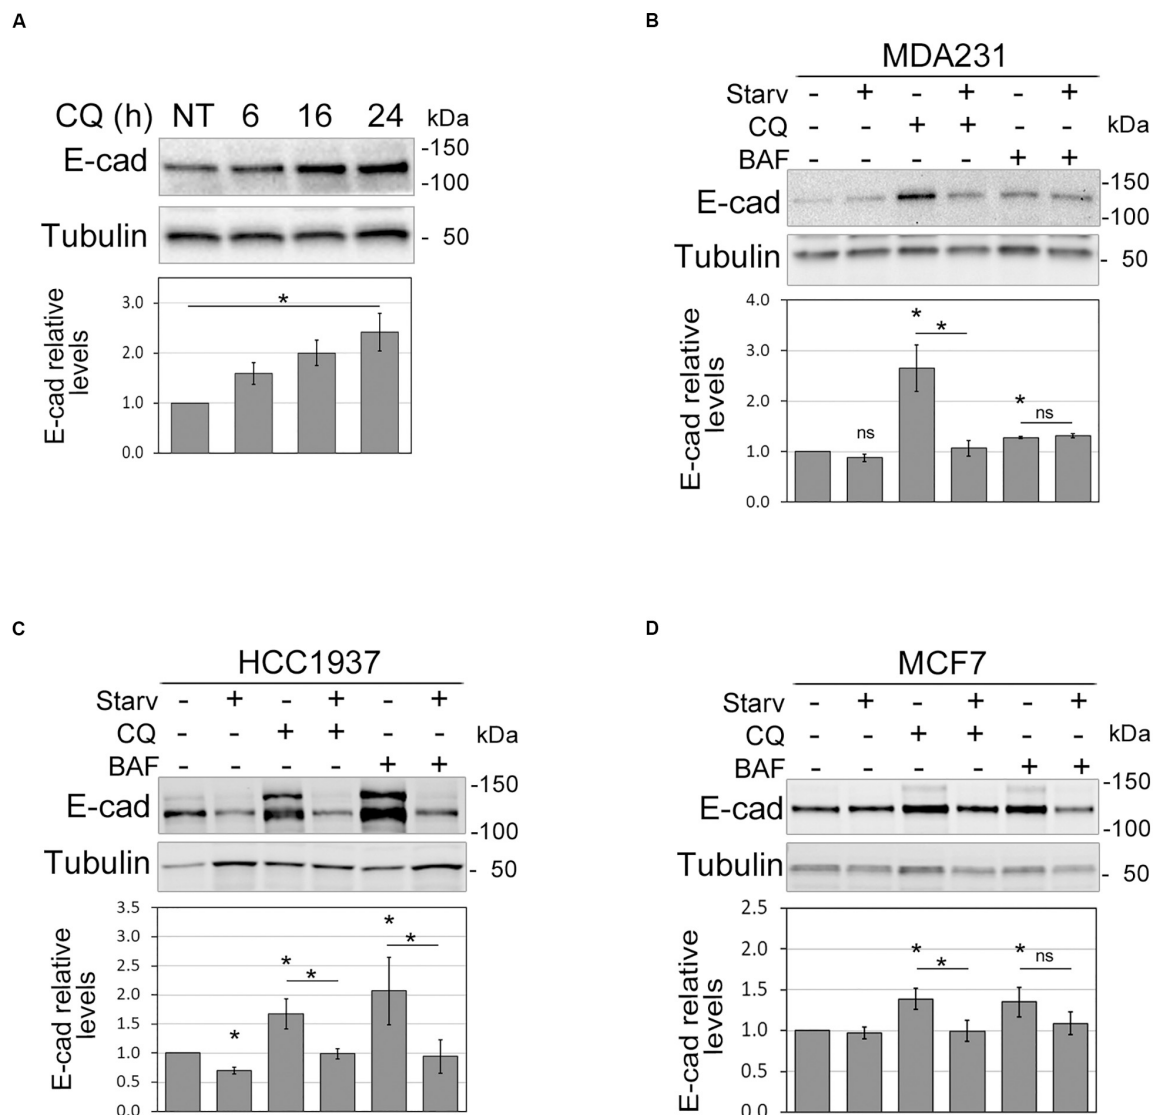 A
CQ (h) NT 6 16 24 kDa
E-cad -150
-100
Tubulin - 50
E-cad relative levels
3.0 *
2.0
1.0
0.0
B
MDA231
Starv - + - + - +
CQ - - + + - - kDa
BAF - - - - + +
E-cad -150
-100
Tubulin - 50
E-cad relative levels
4.0
* *
3.0
2.0 *
ns ns
1.0
0.0
C
HCC1937
Starv - + - + - +
CQ - - + + - - kDa
BAF - - - - + +
E-cad -150
-100
Tubulin - 50
E-cad relative levels
3.5
*
3.0
* *
2.5 *
2.0
1.5
*
1.0
0.5
0.0
D
MCF7
Starv - + - + - +
CQ - - + + - - kDa
BAF - - - - + +
E-cad -150
-100
Tubulin - 50
E-cad relative levels
2.5
2.0 * * ns
*
1.5
1.0
0.5
0.0